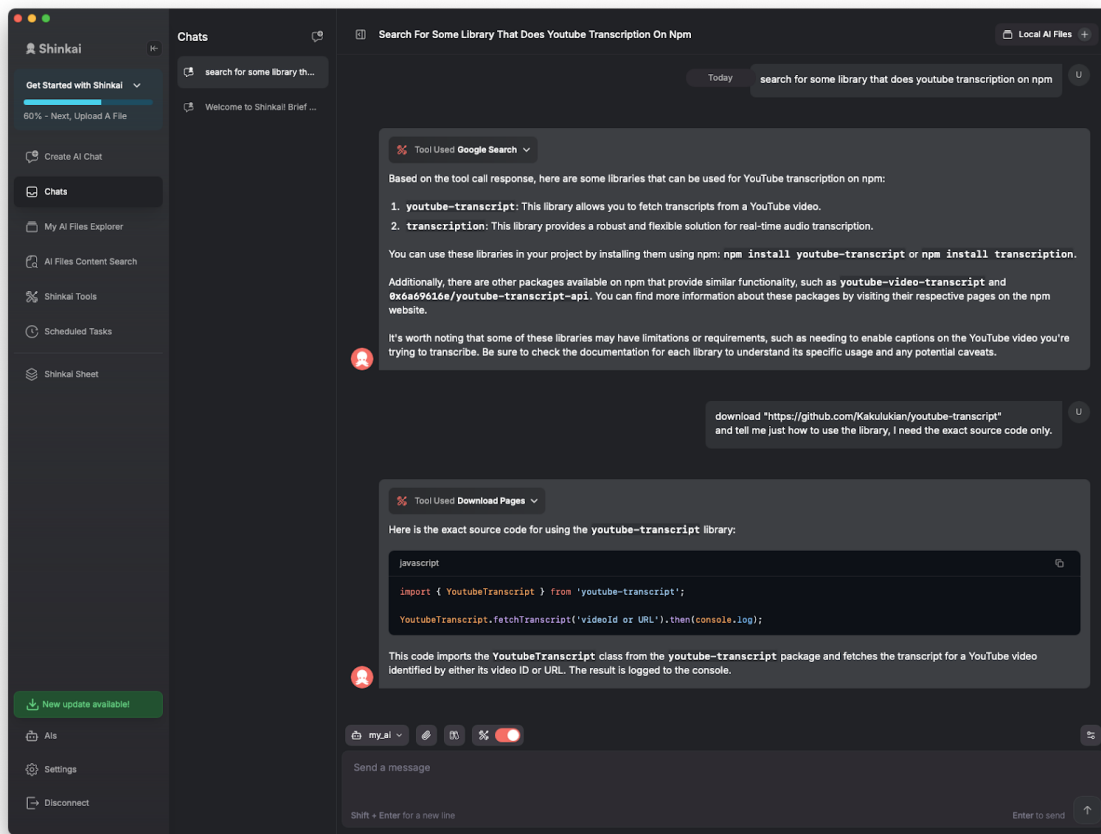 Shinkai
Get Started with Shinkai
60% - Next, Upload A File
Create AI Chat
Chats
My AI Files Explorer
AI Files Content Search
Shinkai Tools
Scheduled Tasks
Shinkai Sheet
New update available!
AIs
Settings
Disconnect
Chats
search for some library th...
Welcome to Shinkai! Brief ...
Search For Some Library That Does Youtube Transcription On Npm
Local AI Files
Today
search for some library that does youtube transcription on npm
U
Tool Used Google Search
Based on the tool call response, here are some libraries that can be used for YouTube transcription on npm:
1. youtube-transcript: This library allows you to fetch transcripts from a YouTube video.
2. transcription: This library provides a robust and flexible solution for real-time audio transcription.
You can use these libraries in your project by installing them using npm: npm install youtube-transcript or npm install transcription.
Additionally, there are other packages available on npm that provide similar functionality, such as youtube-video-transcript and
0x6a69616e/youtube-transcript-api. You can find more information about these packages by visiting their respective pages on the npm
website.
It's worth noting that some of these libraries may have limitations or requirements, such as needing to enable captions on the YouTube video you're
trying to transcribe. Be sure to check the documentation for each library to understand its specific usage and any potential caveats.
download "https://github.com/Kakulukian/youtube-transcript"
and tell me just how to use the library, I need the exact source code only.
U
Tool Used Download Pages
Here is the exact source code for using the youtube-transcript library:
javascript
import { YoutubeTranscript } from 'youtube-transcript';
YoutubeTranscript.fetchTranscript('videoId or URL').then(console.log);
This code imports the YoutubeTranscript class from the youtube-transcript package and fetches the transcript for a YouTube video
identified by either its video ID or URL. The result is logged to the console.
my_ai
Send a message
Shift + Enter for a new line
Enter to send